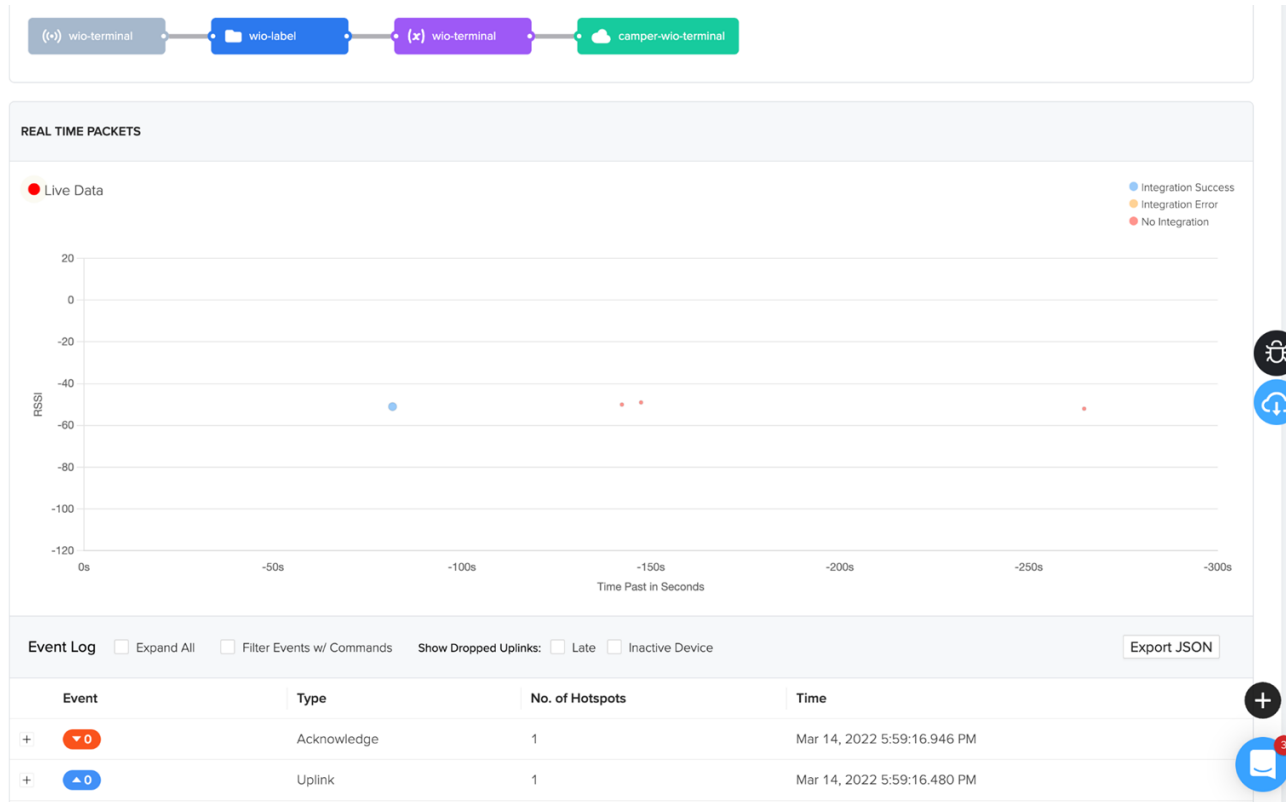 wio-terminal wio-label (x) wio-terminal camper-wio-terminal
REAL TIME PACKETS
Live Data
Integration Success
Integration Error
No Integration
20
0
-20
-40
-60
-80
-100
-120
RSSI
0s -50s -100s -150s -200s -250s -300s
Time Past in Seconds
Event Log Expand All Filter Events w/ Commands Show Dropped Uplinks: Late Inactive Device Export JSON
Event Type No. of Hotspots Time
+ 0 Acknowledge 1 Mar 14, 2022 5:59:16.946 PM
+ 0 Uplink 1 Mar 14, 2022 5:59:16.480 PM
3